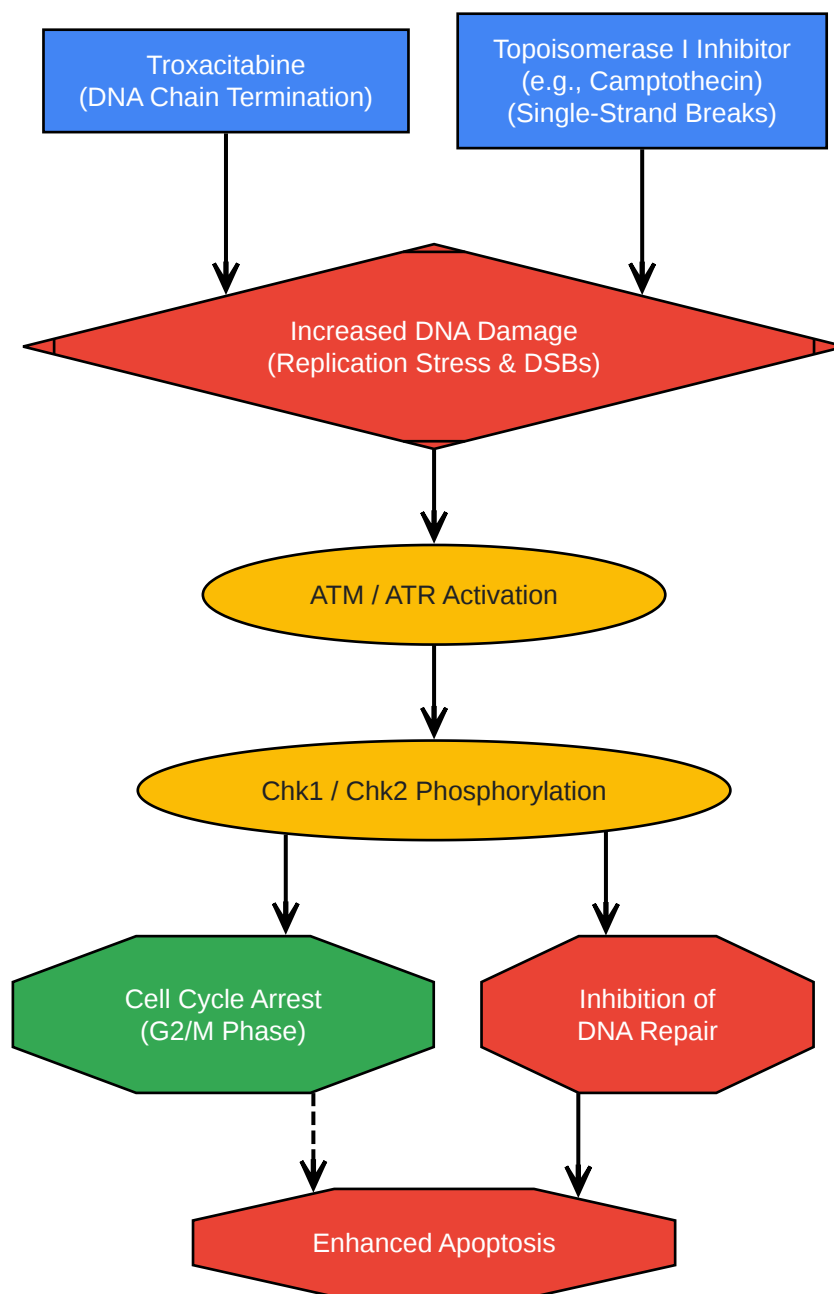 Troxacitabine
(DNA Chain Termination)
Topoisomerase I Inhibitor
(e.g., Camptothecin)
(Single-Strand Breaks)
Increased DNA Damage
(Replication Stress & DSBs)
ATM / ATR Activation
Chk1 / Chk2 Phosphorylation
Cell Cycle Arrest
(G2/M Phase)
Inhibition of
DNA Repair
Enhanced Apoptosis